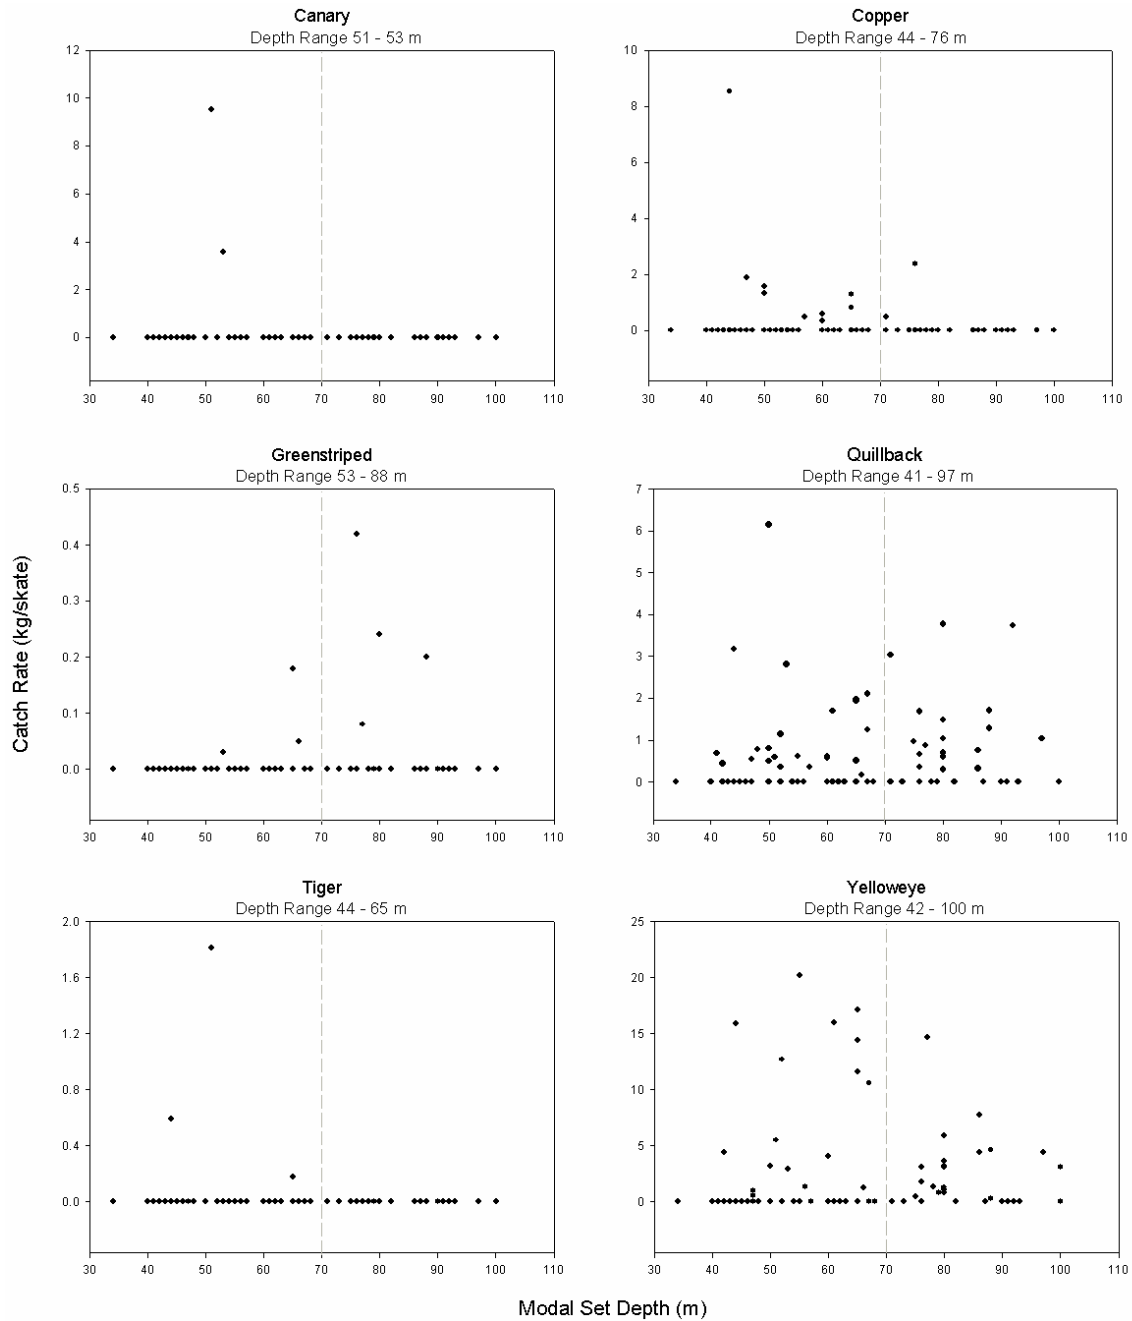 Canary
Depth Range 51 - 53 m
12
10
8
6
4
2
0
30 40 50 60 70 80 90 100 110
Copper
Depth Range 44 - 76 m
10
8
6
4
2
0
30 40 50 60 70 80 90 100 110
Greenstriped
Depth Range 53 - 88 m
0.5
0.4
0.3
0.2
0.1
0.0
30 40 50 60 70 80 90 100 110
Quillback
Depth Range 41 - 97 m
7
6
5
4
3
2
1
0
30 40 50 60 70 80 90 100 110
Catch Rate (kg/skate)
Tiger
Depth Range 44 - 65 m
2.0
1.6
1.2
0.8
0.4
0.0
30 40 50 60 70 80 90 100 110
Yelloweye
Depth Range 42 - 100 m
25
20
15
10
5
0
30 40 50 60 70 80 90 100 110
Modal Set Depth (m)